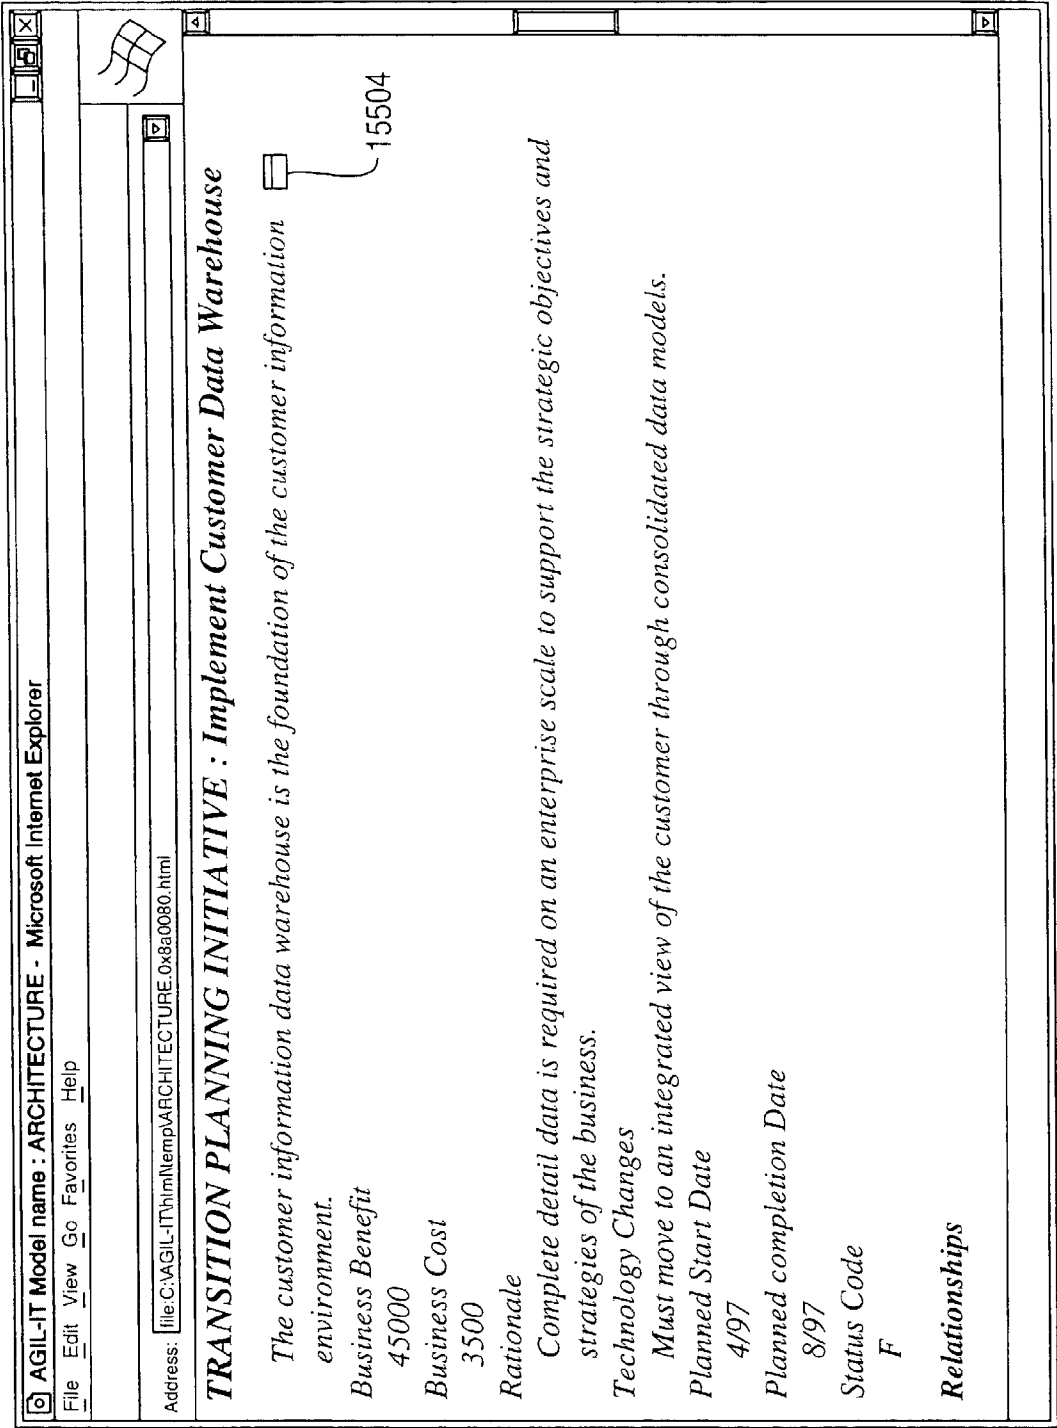 AGIL-IT Model name : ARCHITECTURE - Microsoft Internet Explorer
File Edit View Go Favorites Help
Address: file:C:\AGIL-IT\html\temp\ARCHITECTURE.0x8a0080.html
TRANSITION PLANNING INITIATIVE : Implement Customer Data Warehouse
The customer information data warehouse is the foundation of the customer information
environment.
15504
Business Benefit
45000
Business Cost
3500
Rationale
Complete detail data is required on an enterprise scale to support the strategic objectives and
strategies of the business.
Technology Changes
Must move to an integrated view of the customer through consolidated data models.
Planned Start Date
4/97
Planned completion Date
8/97
Status Code
F
Relationships